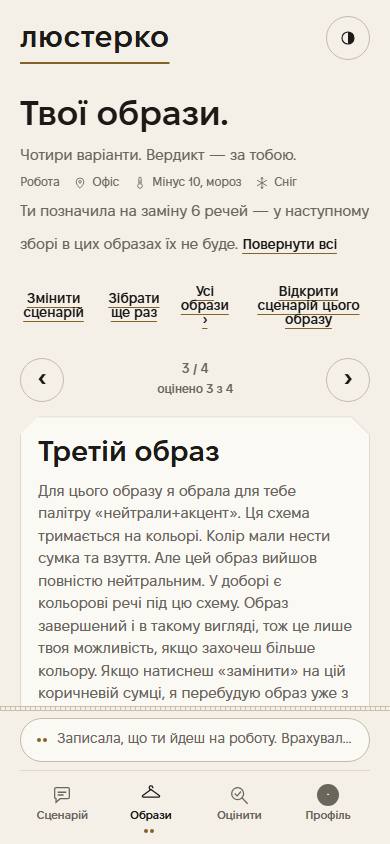 люстерко
Твої образи.
Чотири варіанти. Вердикт — за тобою.
Робота Офіс Мінус 10, мороз Сніг
Ти позначила на заміну 6 речей — у наступному
зборі в цих образах їх не буде. Повернути всі
Змінити
сценарій
Зібрати
ще раз
Усі
образи
›
Відкрити
сценарій цього
образу
‹
3 / 4
оцінено 3 з 4
›
Третій образ
Для цього образу я обрала для тебе
палітру «нейтрали+акцент». Ця схема
тримається на кольорі. Колір мали нести
сумка та взуття. Але цей образ вийшов
повністю нейтральним. У доборі є
кольорові речі під цю схему. Образ
завершений і в такому вигляді, тож це лише
твоя можливість, якщо захочеш більше
кольору. Якщо натиснеш «замінити» на цій
коричневій сумці, я перебудую образ уже з
Записала, що ти йдеш на роботу. Врахувал...
Сценарій Образи Оцінити Профіль